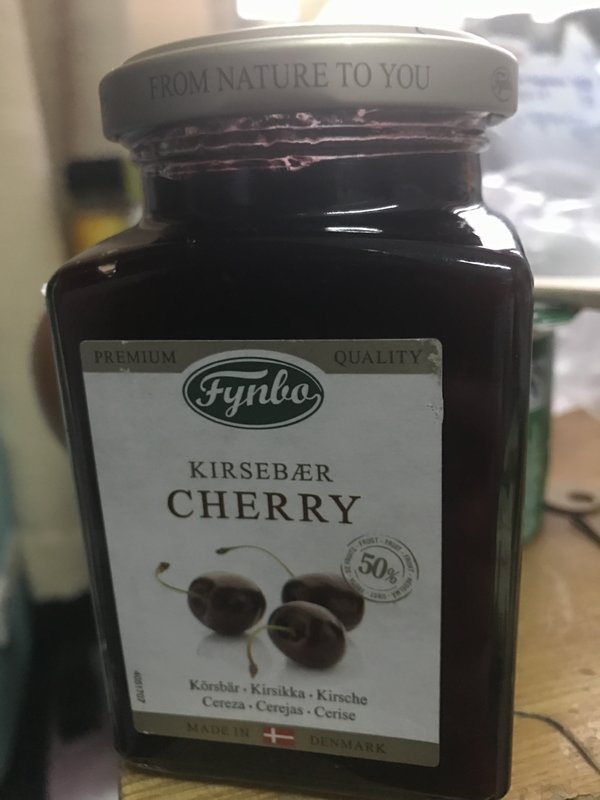 FROM NATURE TO YOU
PREMIUM QUALITY
Fynbo
KIRSEBÆR
CHERRY
50%
Körsbär · Kirsikka · Kirsche
Cereza · Cerejas · Cerise
MADE IN DENMARK
4051707